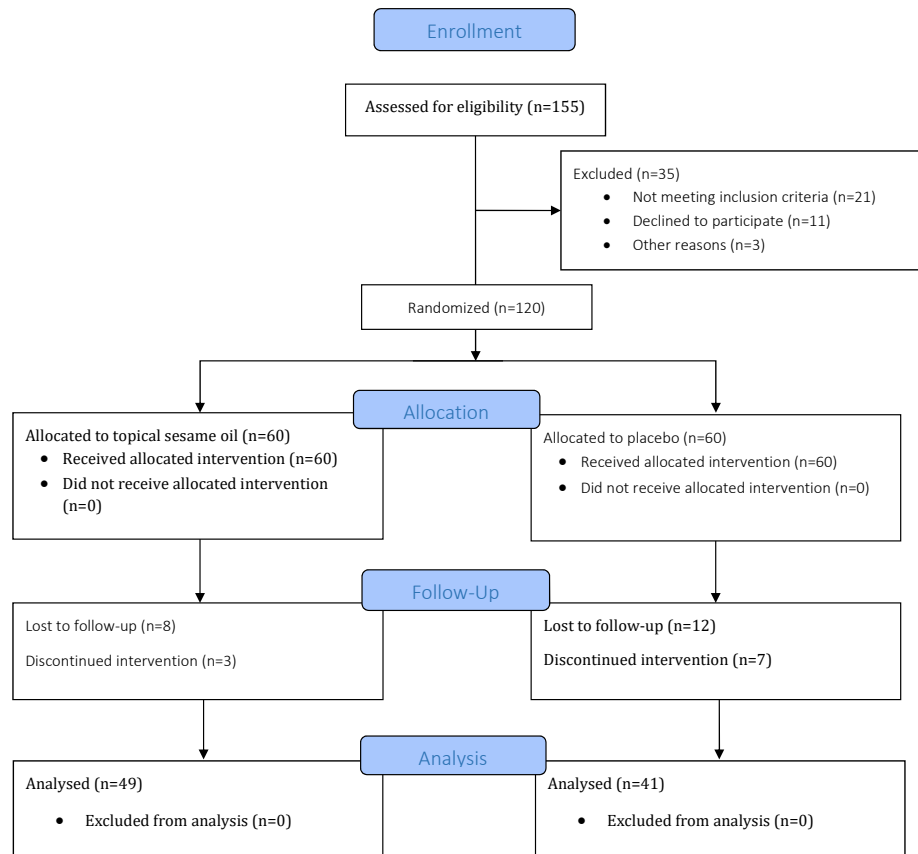 Enrollment
Assessed for eligibility (n=155)
Excluded (n=35)
• Not meeting inclusion criteria (n=21)
• Declined to participate (n=11)
• Other reasons (n=3)
Randomized (n=120)
Allocation
Allocated to topical sesame oil (n=60)
• Received allocated intervention (n=60)
• Did not receive allocated intervention
(n=0)
Allocated to placebo (n=60)
• Received allocated intervention (n=60)
• Did not receive allocated intervention (n=0)
Follow-Up
Lost to follow-up (n=8)
Discontinued intervention (n=3)
Lost to follow-up (n=12)
Discontinued intervention (n=7)
Analysis
Analysed (n=49)
• Excluded from analysis (n=0)
Analysed (n=41)
• Excluded from analysis (n=0)